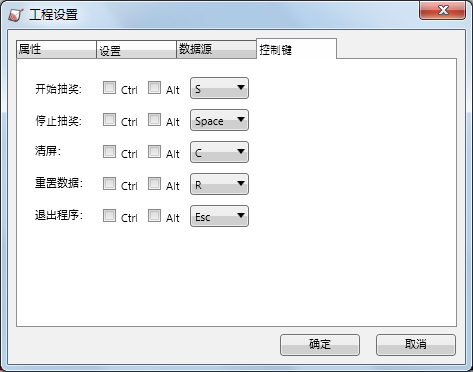 工程设置
属性 设置 数据源 控制键
开始抽奖: Ctrl Alt S
停止抽奖: Ctrl Alt Space
清屏: Ctrl Alt C
重置数据: Ctrl Alt R
退出程序: Ctrl Alt Esc
确定 取消